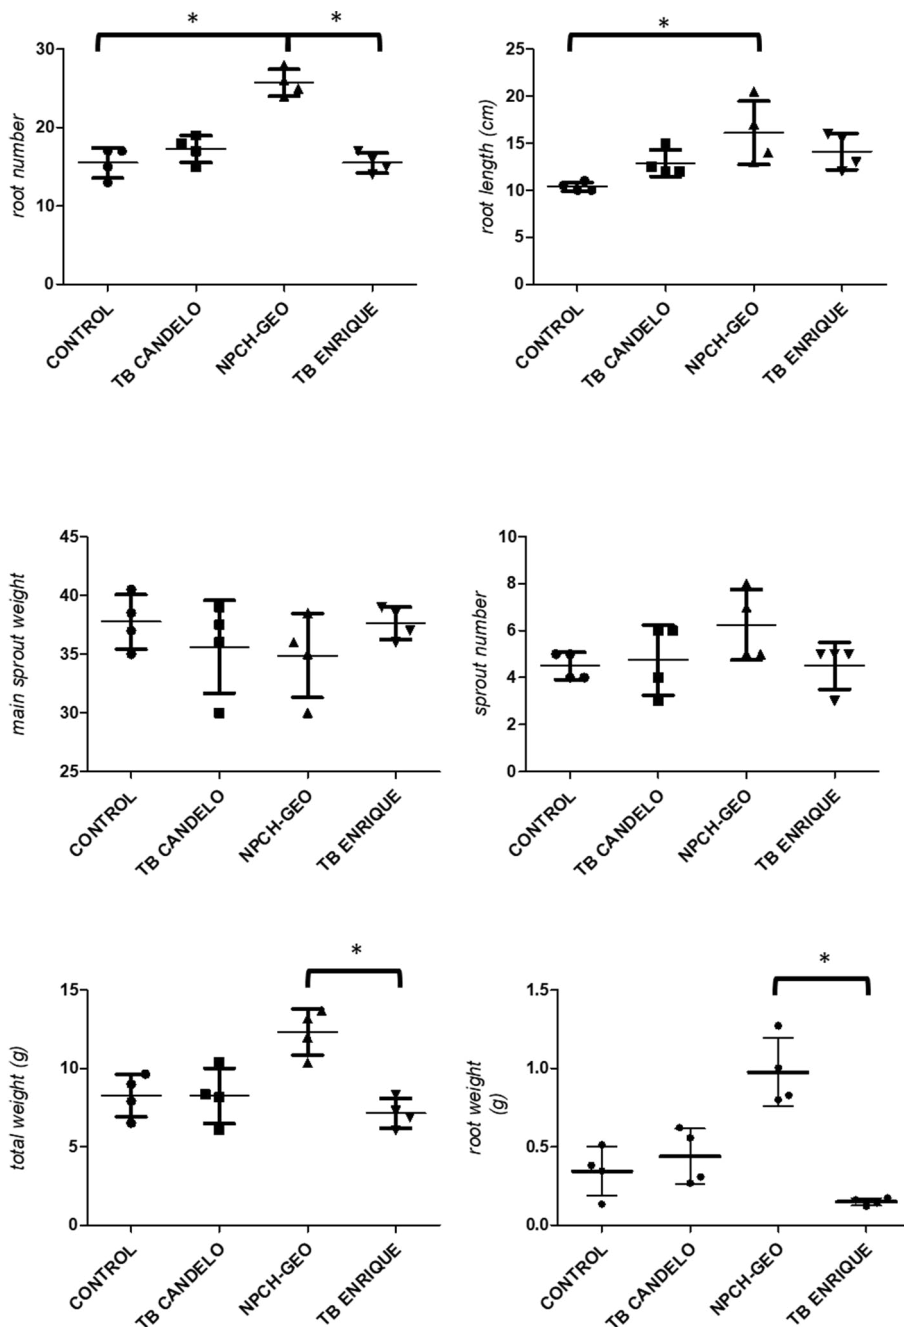 * *
30
20
10
0
root number
CONTROL
TB CANDELO
NPCH-GEO
TB ENRIQUE
*
25
20
15
10
5
0
root length (cm)
CONTROL
TB CANDELO
NPCH-GEO
TB ENRIQUE
45
40
35
30
25
main sprout weight
CONTROL
TB CANDELO
NPCH-GEO
TB ENRIQUE
10
8
6
4
2
0
sprout number
CONTROL
TB CANDELO
NPCH-GEO
TB ENRIQUE
*
15
10
5
0
total weight (g)
CONTROL
TB CANDELO
NPCH-GEO
TB ENRIQUE
*
1.5
1.0
0.5
0.0
root weight
(g)
CONTROL
TB CANDELO
NPCH-GEO
TB ENRIQUE